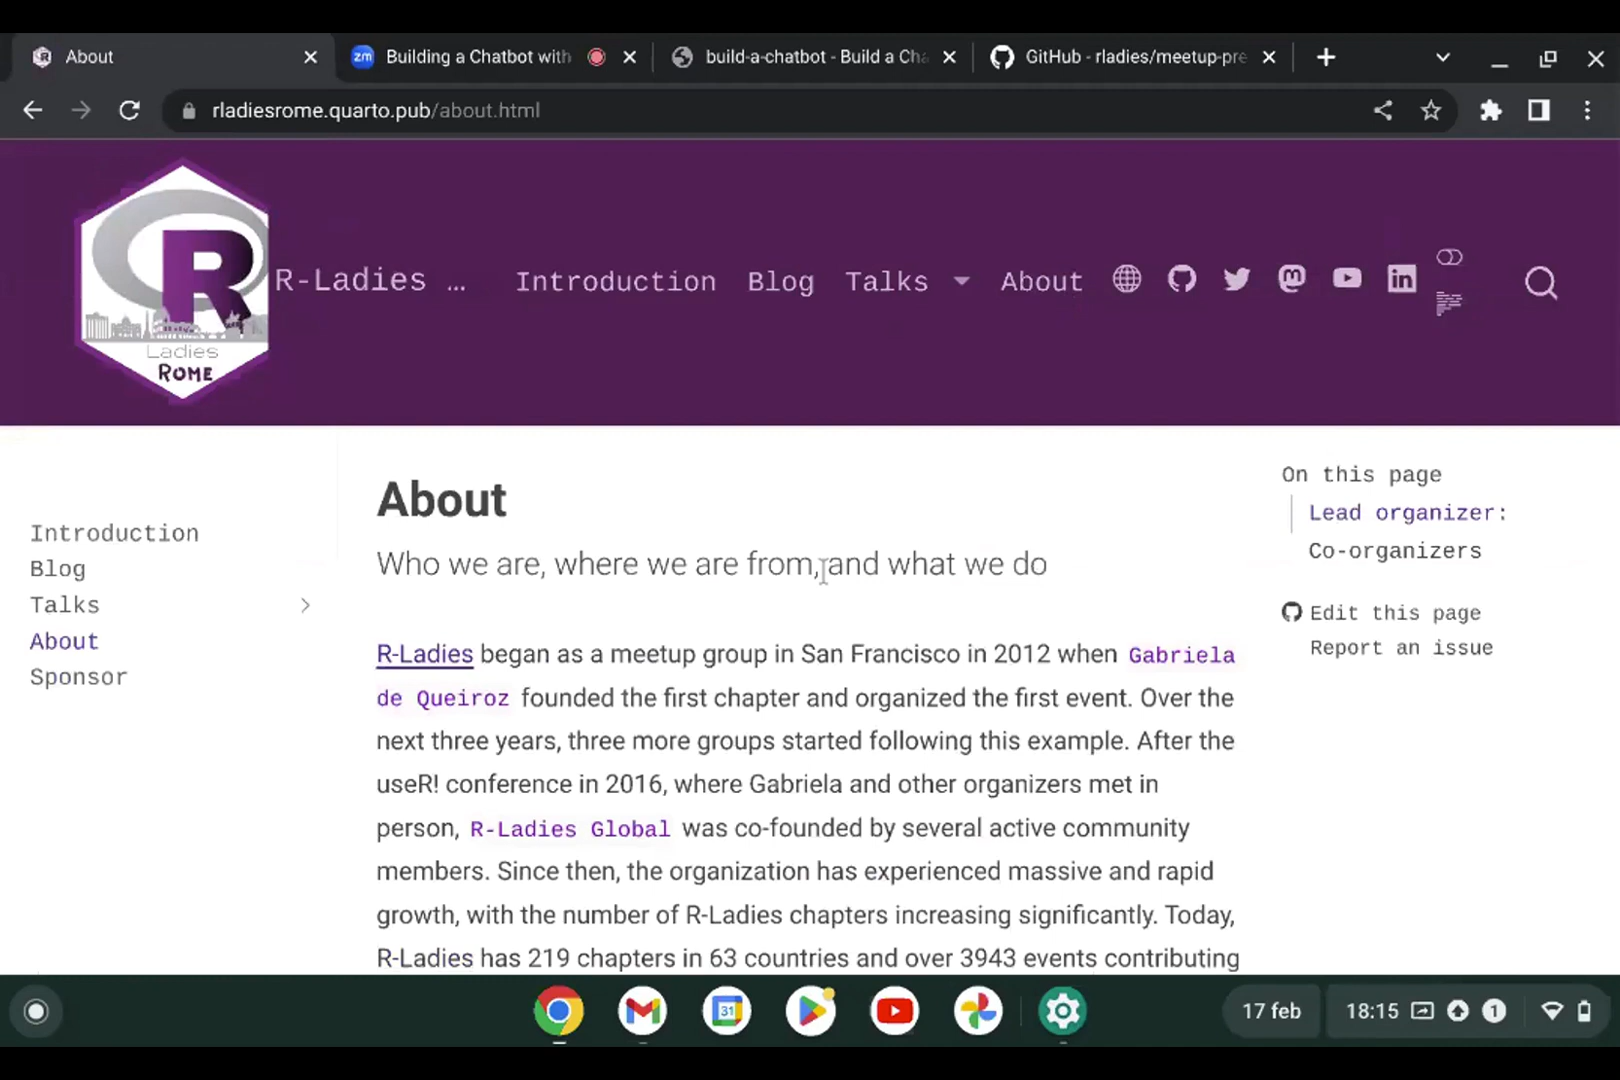 About
Building a Chatbot with
build-a-chatbot - Build a Cha
GitHub - rladies/meetup-pre
rladiesrome.quarto.pub/about.html
R
Ladies
ROME
R-Ladies ...
Introduction
Blog
Talks
About
Introduction
Blog
Talks
About
Sponsor
About
Who we are, where we are from, and what we do
R-Ladies began as a meetup group in San Francisco in 2012 when Gabriela
de Queiroz founded the first chapter and organized the first event. Over the
next three years, three more groups started following this example. After the
useR! conference in 2016, where Gabriela and other organizers met in
person, R-Ladies Global was co-founded by several active community
members. Since then, the organization has experienced massive and rapid
growth, with the number of R-Ladies chapters increasing significantly. Today,
R-Ladies has 219 chapters in 63 countries and over 3943 events contributing
On this page
Lead organizer:
Co-organizers
Edit this page
Report an issue
zm
in
31
17 feb
18:15
1